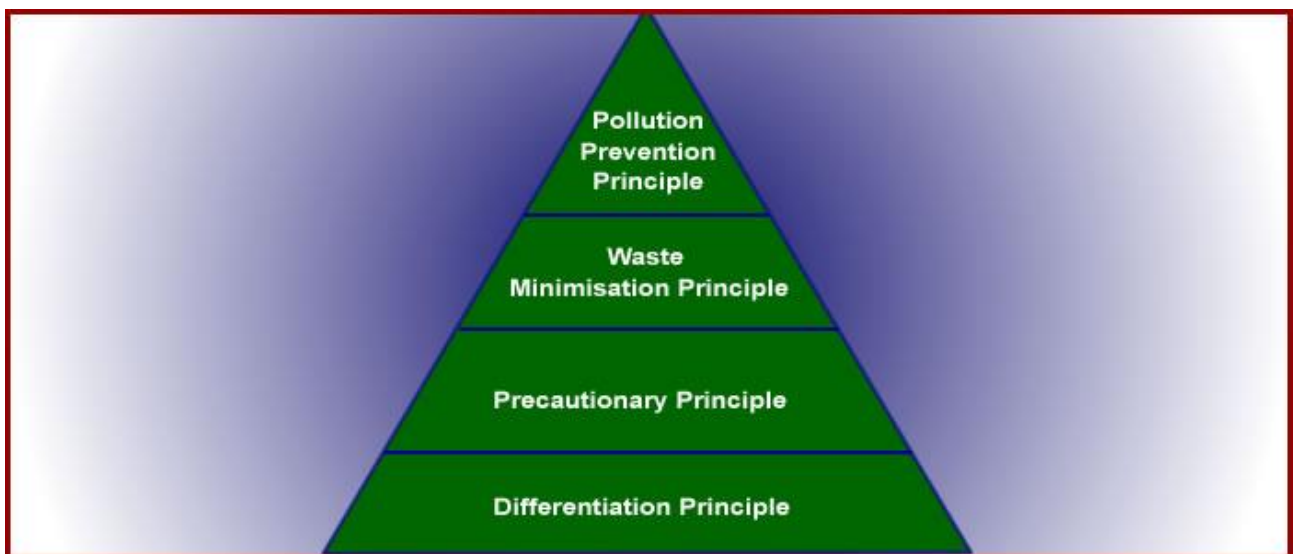 Pollution
Prevention
Principle
Waste
Minimisation Principle
Precautionary Principle
Differentiation Principle